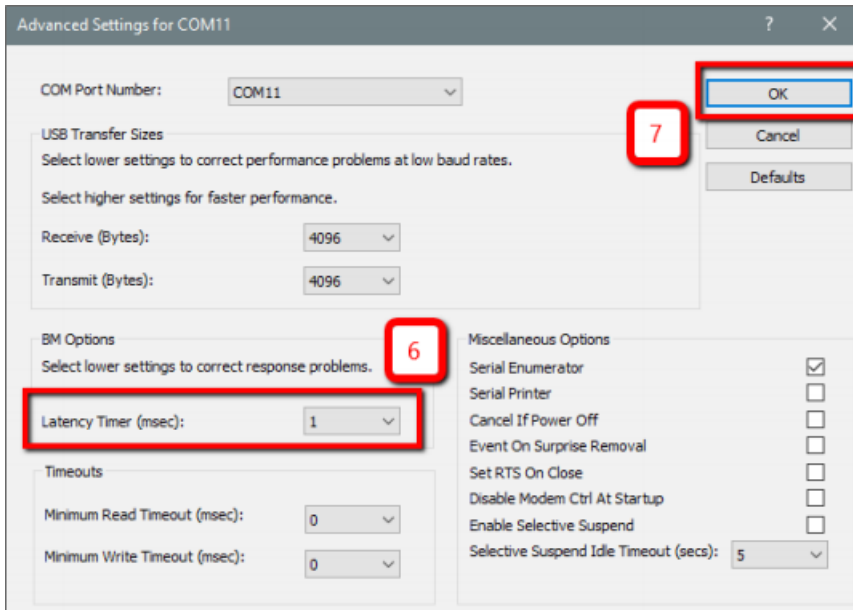 Advanced Settings for COM11
?
×
COM Port Number:
COM11
OK
Cancel
Defaults
7
USB Transfer Sizes
Select lower settings to correct performance problems at low baud rates.
Select higher settings for faster performance.
Receive (Bytes):
4096
Transmit (Bytes):
4096
BM Options
Select lower settings to correct response problems.
6
Latency Timer (msec):
1
Timeouts
Minimum Read Timeout (msec):
0
Minimum Write Timeout (msec):
0
Miscellaneous Options
Serial Enumerator
Serial Printer
Cancel If Power Off
Event On Surprise Removal
Set RTS On Close
Disable Modem Ctrl At Startup
Enable Selective Suspend
Selective Suspend Idle Timeout (secs):
5